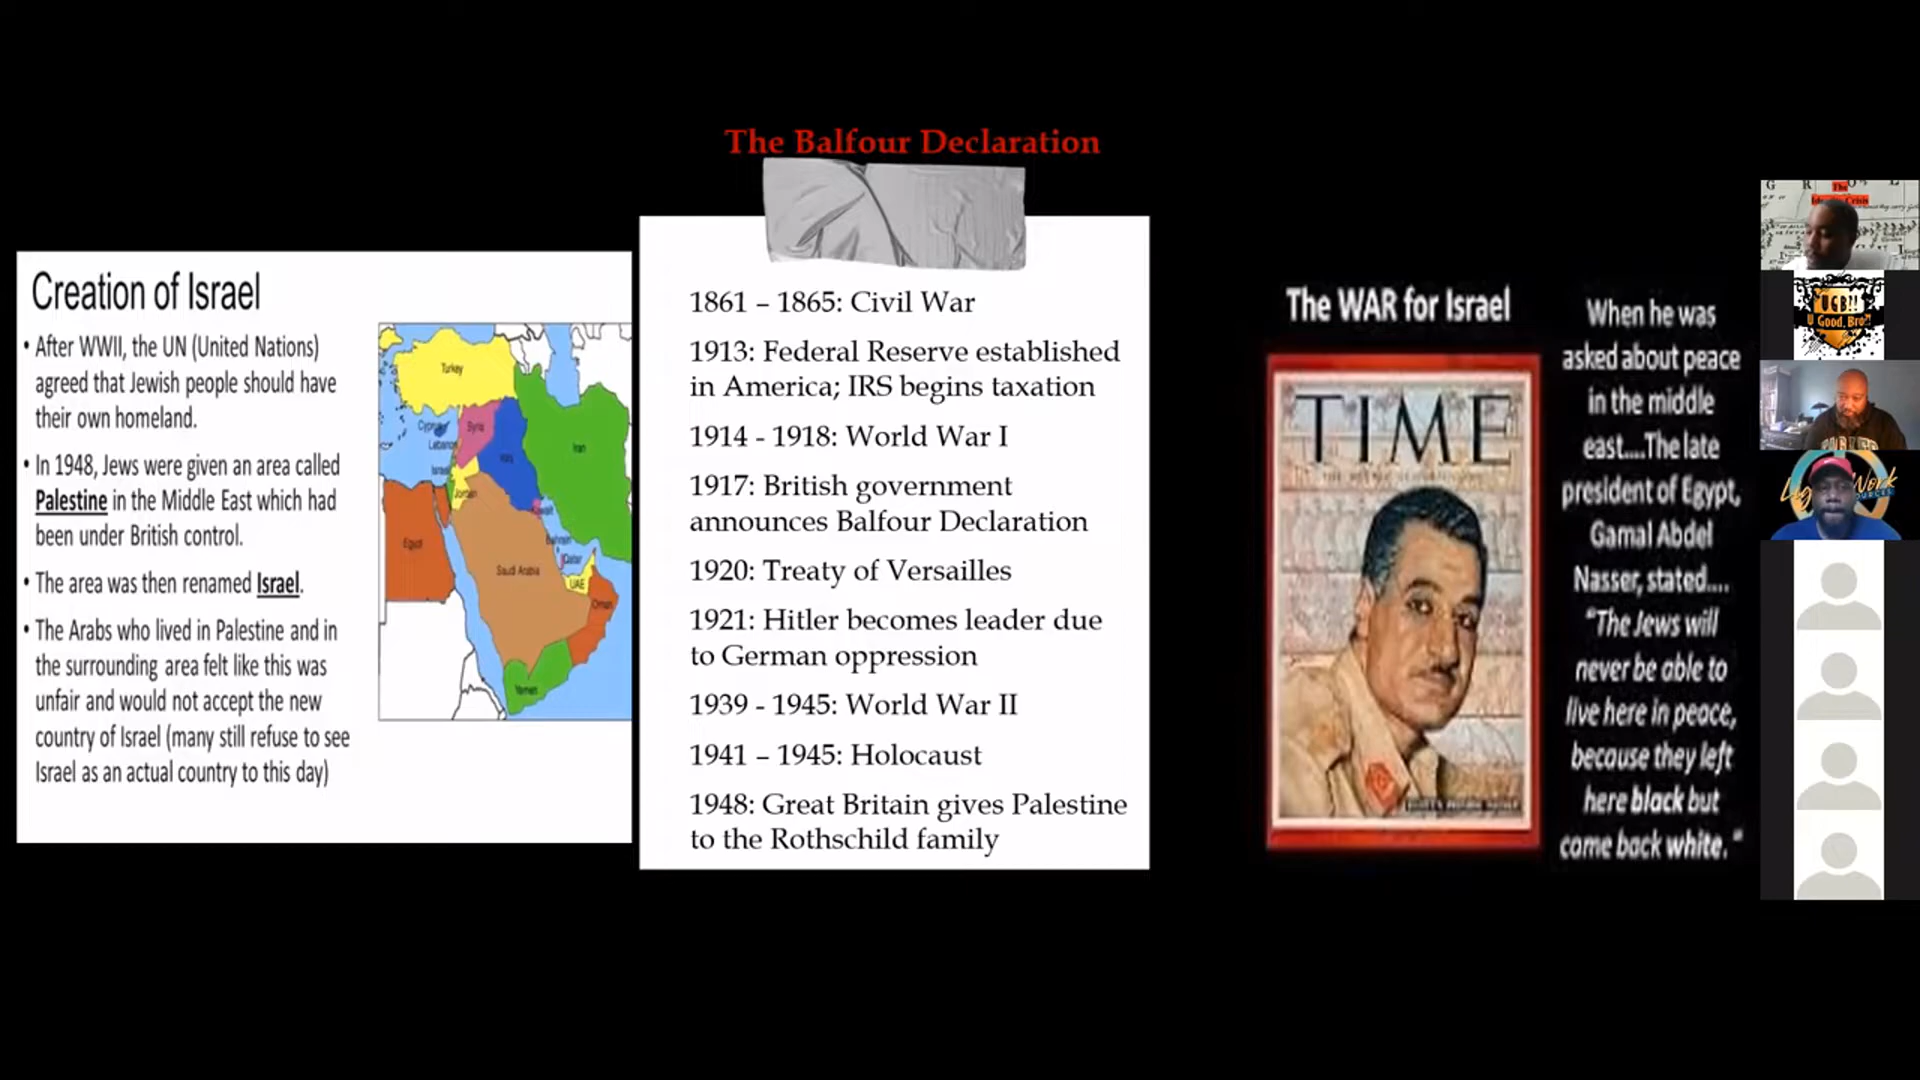 The Balfour Declaration
Creation of Israel
• After WWII, the UN (United Nations)
agreed that Jewish people should have
their own homeland.
• In 1948, Jews were given an area called
Palestine in the Middle East which had
been under British control.
• The area was then renamed Israel.
• The Arabs who lived in Palestine and in
the surrounding area felt like this was
unfair and would not accept the new
country of Israel (many still refuse to see
Israel as an actual country to this day)
Turkey
Cyprus
Syria
Lebanon
Israel
Iraq
Iran
Jordan
Kuwait
Egypt
Bahrain
Qatar
Saudi Arabia
UAE
Oman
Yemen
1861 – 1865: Civil War
1913: Federal Reserve established
in America; IRS begins taxation
1914 - 1918: World War I
1917: British government
announces Balfour Declaration
1920: Treaty of Versailles
1921: Hitler becomes leader due
to German oppression
1939 - 1945: World War II
1941 – 1945: Holocaust
1948: Great Britain gives Palestine
to the Rothschild family
The WAR for Israel
TIME
When he was
asked about peace
in the middle
east....The late
president of Egypt,
Gamal Abdel
Nasser, stated....
"The Jews will
never be able to
live here in peace,
because they left
here black but
come back white."
G R O L
The
Identity Crisis
UGB!!
U Good, Bro?!